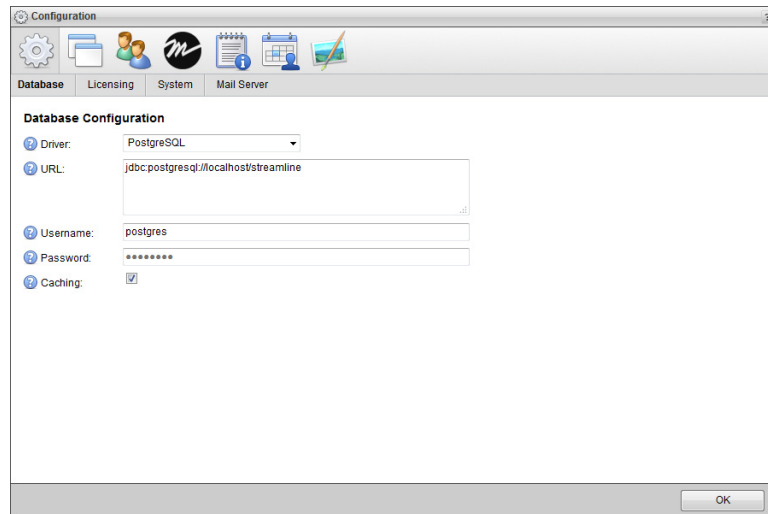 Configuration
Database Licensing System Mail Server
Database Configuration
Driver: PostgreSQL
URL: jdbc:postgresql://localhost/streamline
Username: postgres
Password: ••••••••
Caching:
OK